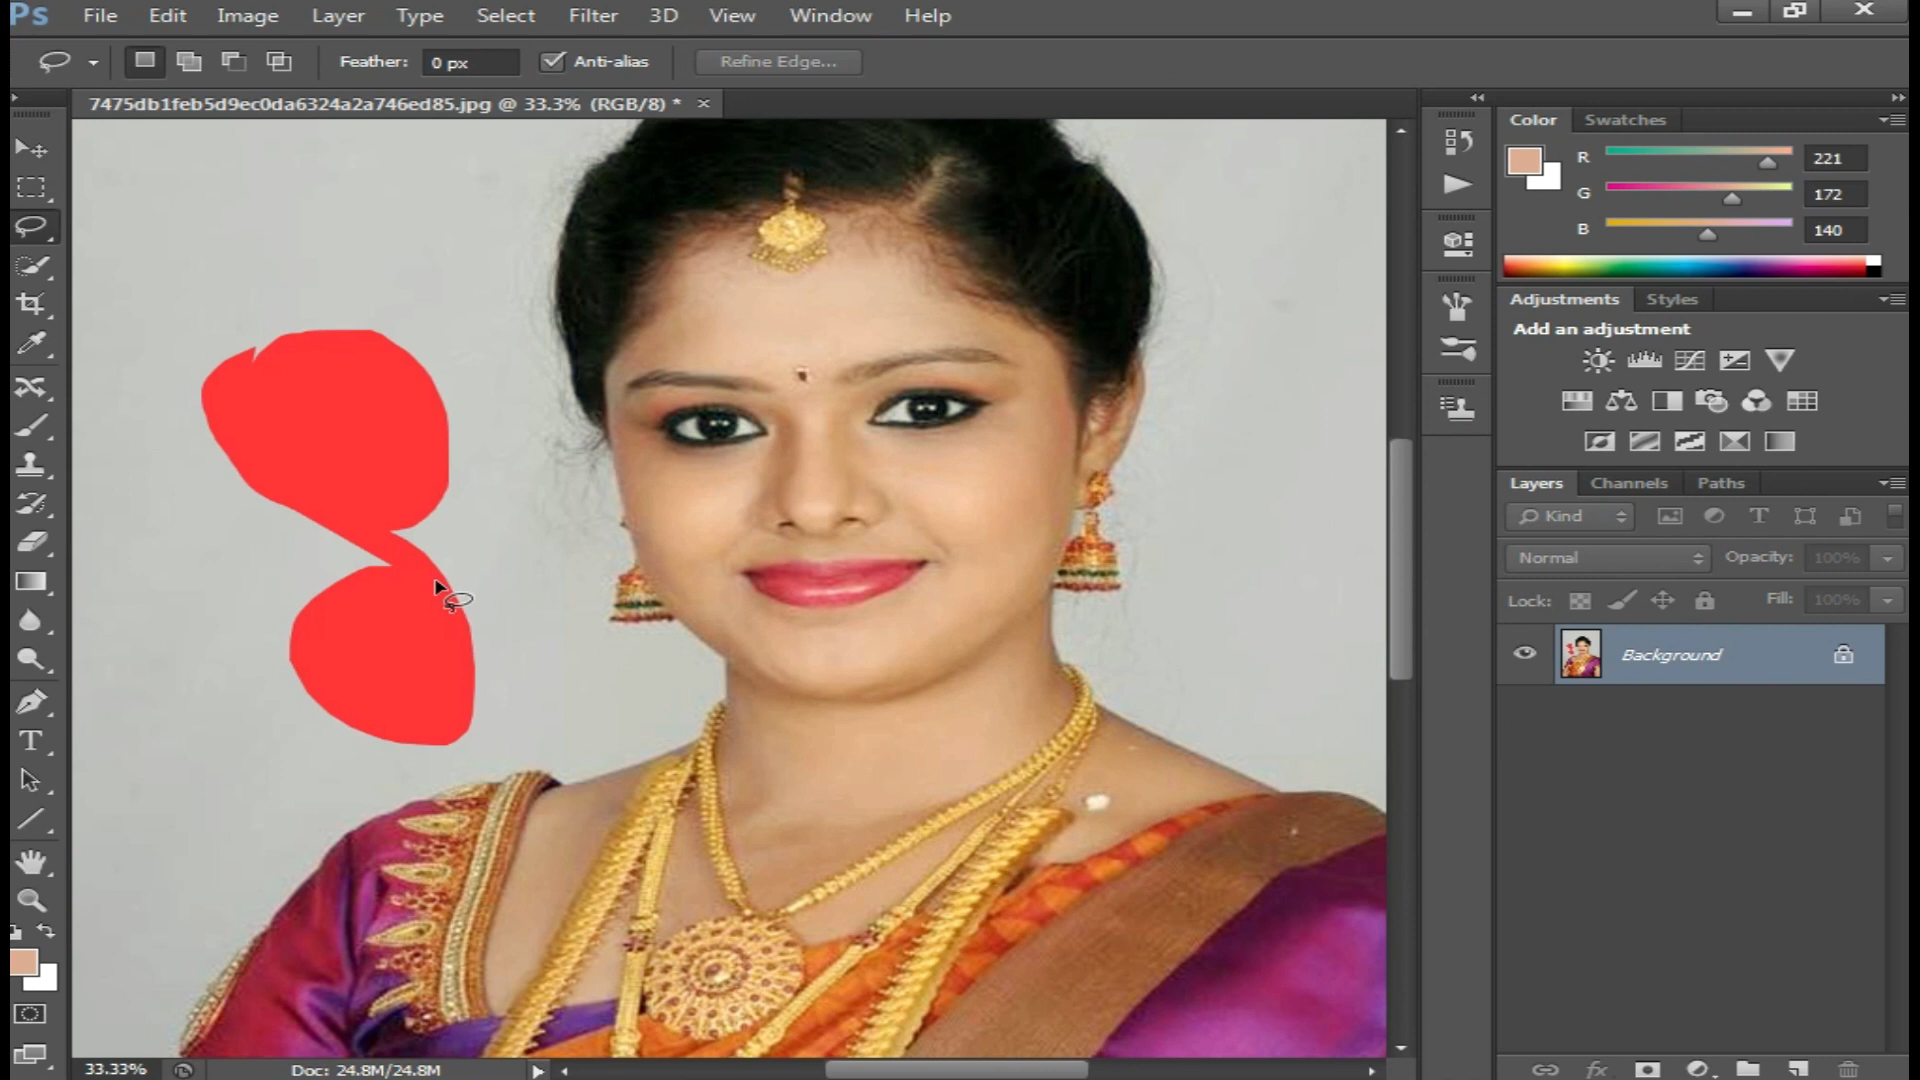 Ps File Edit Image Layer Type Select Filter 3D View Window Help
Feather: 0 px Anti-alias Refine Edge...
7475db1feb5d9ec0da6324a2a746ed85.jpg @ 33.3% (RGB/8) * ×
Color Swatches
R 221
G 172
B 140
Adjustments Styles
Add an adjustment
Layers Channels Paths
Kind
Normal Opacity: 100%
Lock: Fill: 100%
Background
33.33% Doc: 24.8M/24.8M